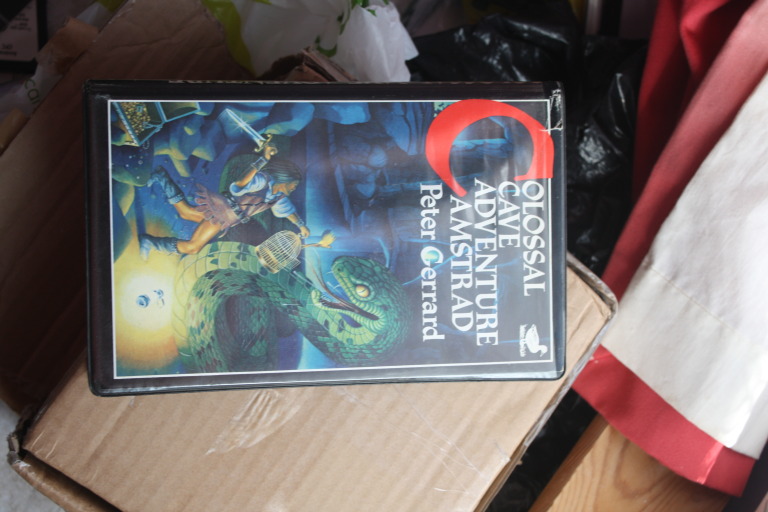 COLOSSAL
CAVE
ADVENTURE
AMSTRAD
Peter Gerrard